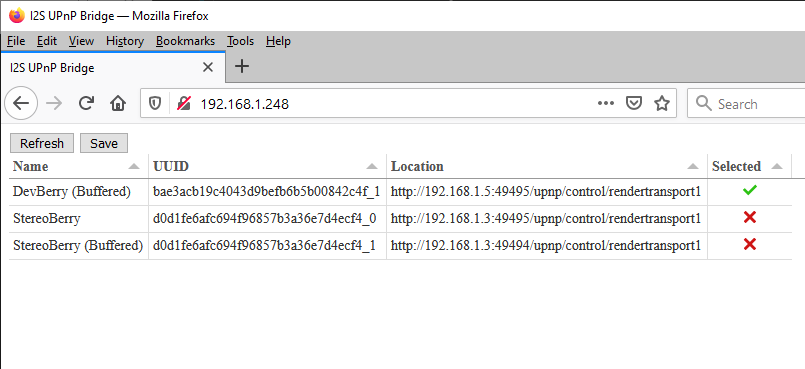 I2S UPnP Bridge — Mozilla Firefox
File Edit View History Bookmarks Tools Help
I2S UPnP Bridge
192.168.1.248 Search
Refresh Save
Name UUID Location Selected
DevBerry (Buffered) bae3acb19c4043d9befb6b5b00842c4f_1 http://192.168.1.5:49495/upnp/control/rendertransport1
StereoBerry d0d1fe6afc694f96857b3a36e7d4ecf4_0 http://192.168.1.3:49495/upnp/control/rendertransport1
StereoBerry (Buffered) d0d1fe6afc694f96857b3a36e7d4ecf4_1 http://192.168.1.3:49494/upnp/control/rendertransport1